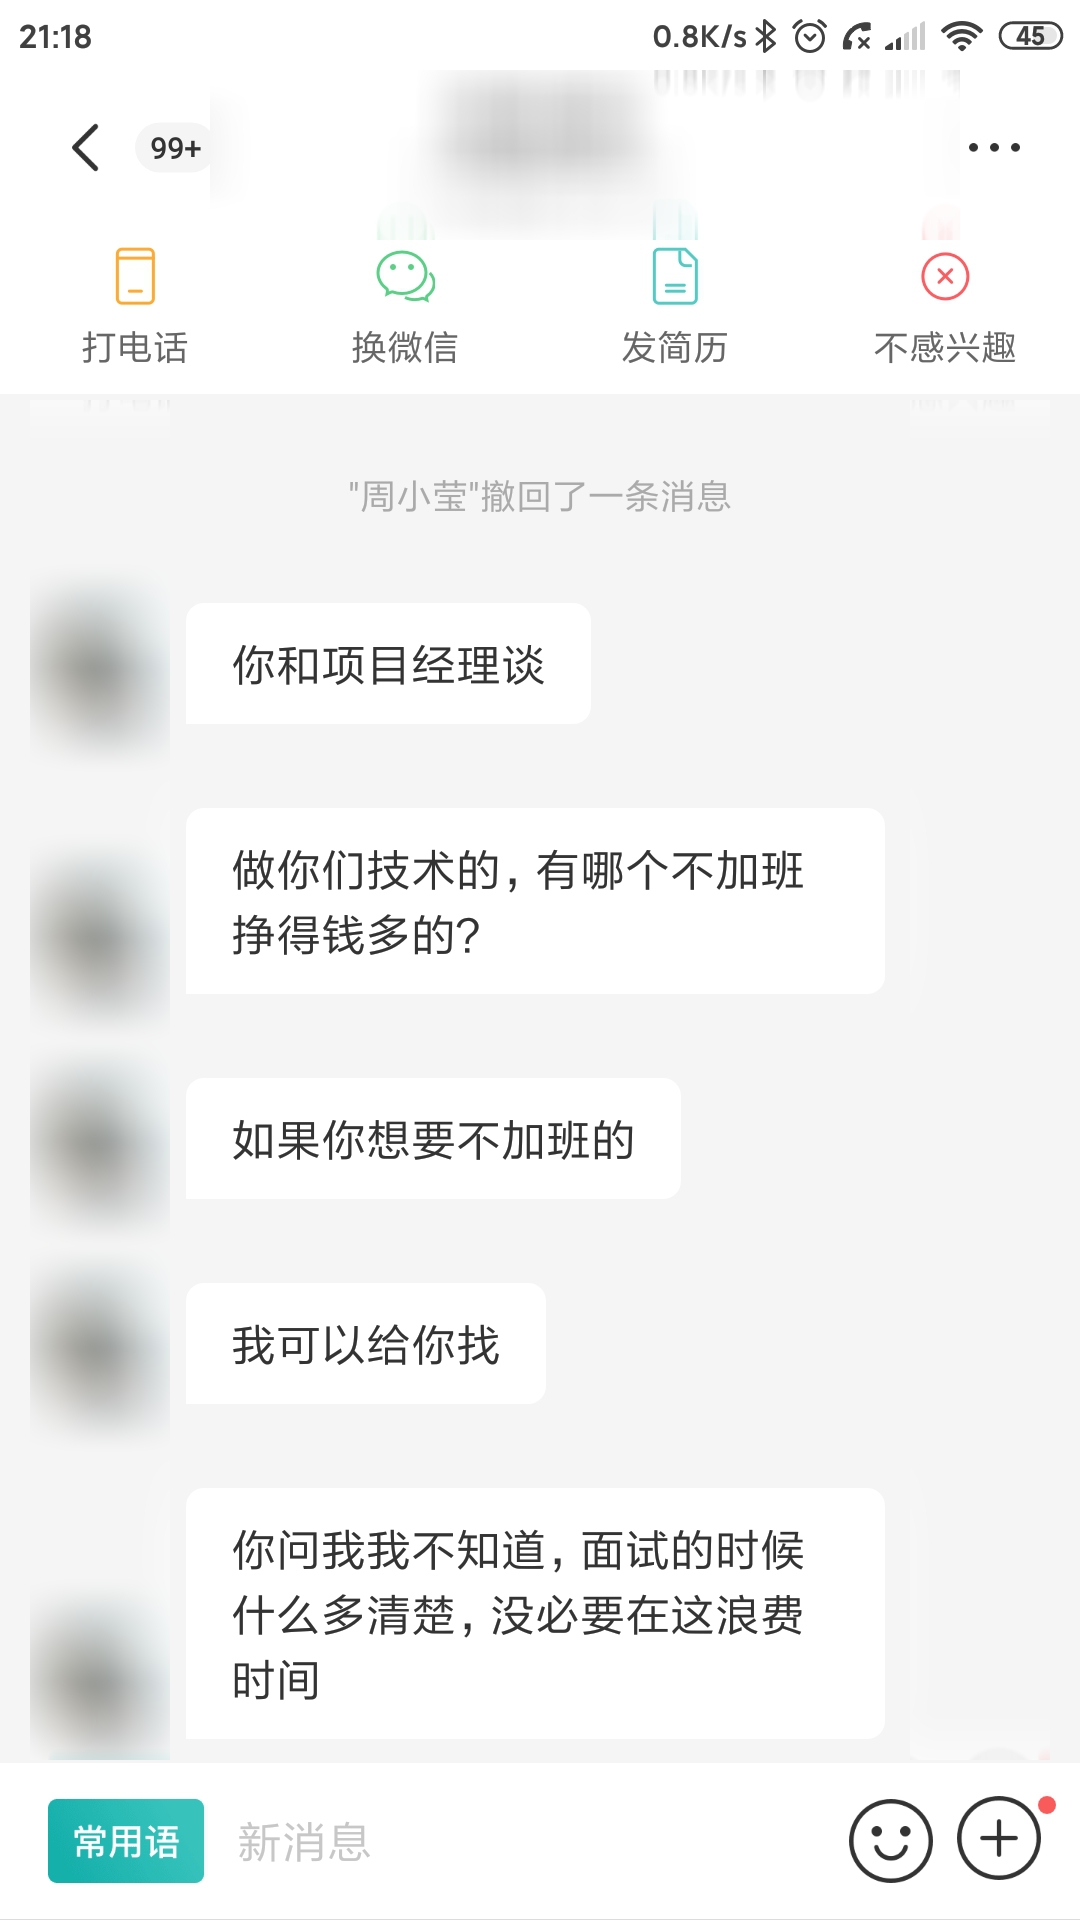 21:18 0.8K/s 45
99+
打电话 换微信 发简历 不感兴趣
"周小莹"撤回了一条消息
你和项目经理谈
做你们技术的，有哪个不加班
挣得钱多的?
如果你想要不加班的
我可以给你找
你问我我不知道，面试的时候
什么多清楚，没必要在这浪费
时间
常用语 新消息